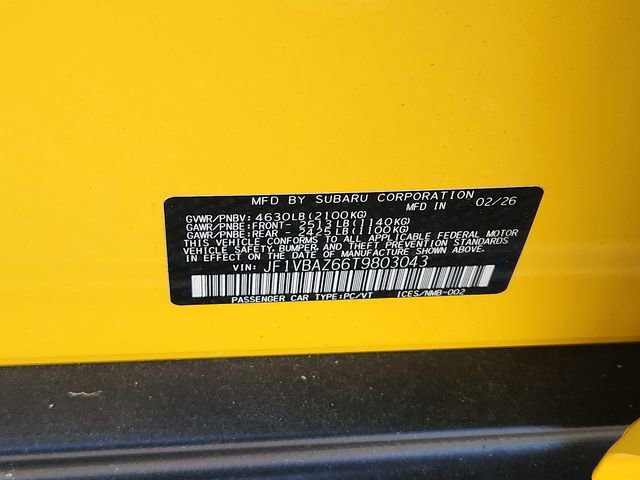 MFD BY SUBARU CORPORATION
MFD IN 02/26
GVWR/PNBV: 4630LB(2100KG)
GAWR/PNBE:FRONT- 2513LB(1140KG)
GAWR/PNBE:REAR - 2425LB(1100KG)
THIS VEHICLE CONFORMS TO ALL APPLICABLE FEDERAL MOTOR
VEHICLE SAFETY, BUMPER, AND THEFT PREVENTION STANDARDS
IN EFFECT ON THE DATE OF MANUFACTURE SHOWN ABOVE.
VIN: JF1VBAZ66T9803043
PASSENGER CAR TYPE:PC/VT ICES/NMB-002